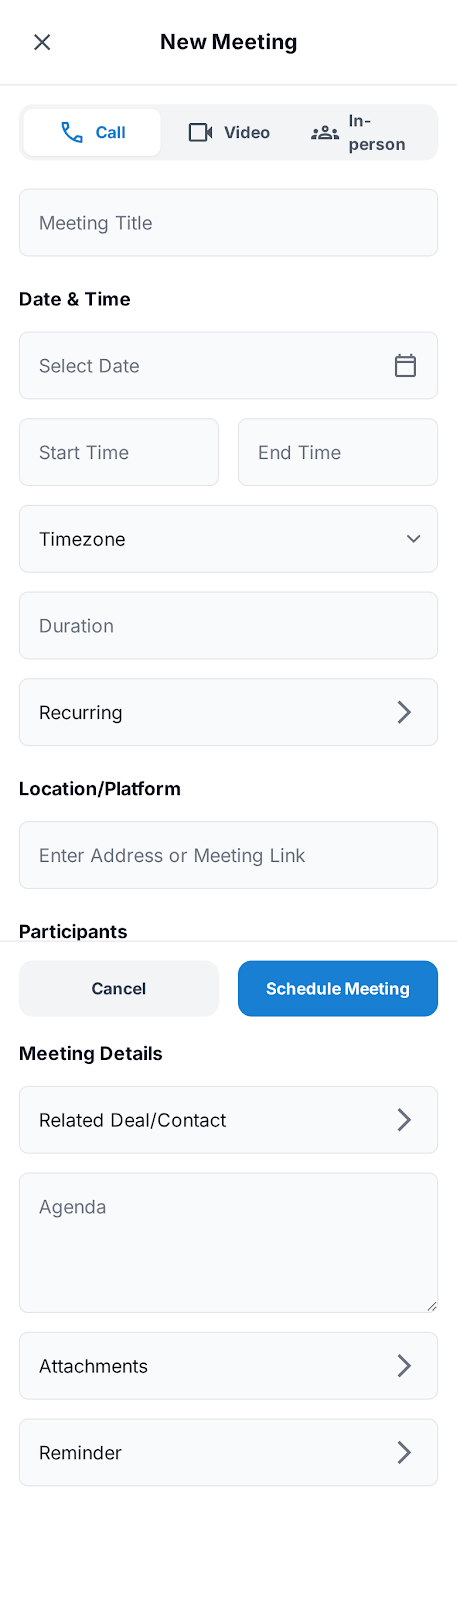 New Meeting
Call
Video
In-
person
Meeting Title
Date & Time
Select Date
Start Time
End Time
Timezone
Duration
Recurring
Location/Platform
Enter Address or Meeting Link
Participants
Cancel
Schedule Meeting
Meeting Details
Related Deal/Contact
Agenda
Attachments
Reminder